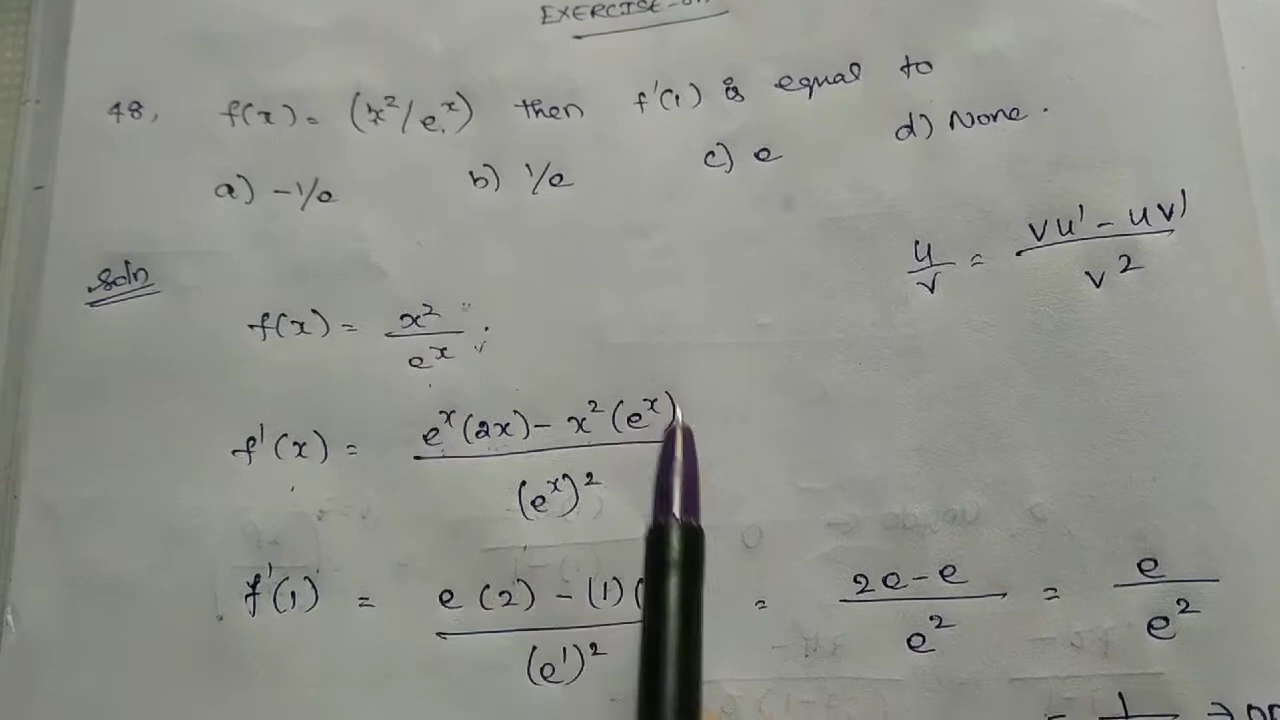 EXERCISE
48, f(x) = (x²/eˣ) then f'(1) is equal to
a) -1/e b) 1/e c) e d) None.
u/v = (vu' - uv')/v²
Soln
f(x) = x²/eˣ ;
f'(x) = (eˣ(2x) - x²(eˣ))/(eˣ)²
f'(1) = (e(2) - (1)(/(e¹)² = (2e-e)/e² = e/e²
= 1